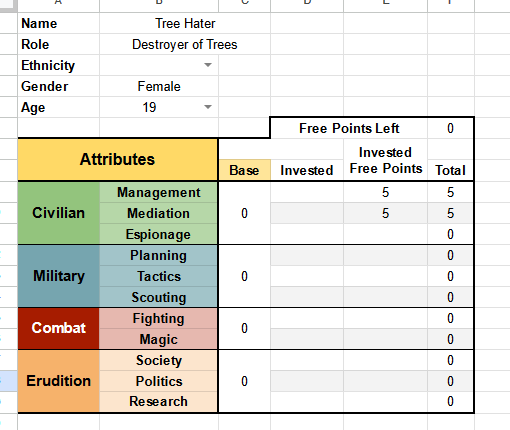 A B C D E F
Name Tree Hater
Role Destroyer of Trees
Ethnicity
Gender Female
Age 19
Free Points Left 0
Attributes Base Invested Invested Free Points Total
Civilian 0
Management 5 5
Mediation 5 5
Espionage 0
Military 0
Planning 0
Tactics 0
Scouting 0
Combat 0
Fighting 0
Magic 0
Erudition 0
Society 0
Politics 0
Research 0